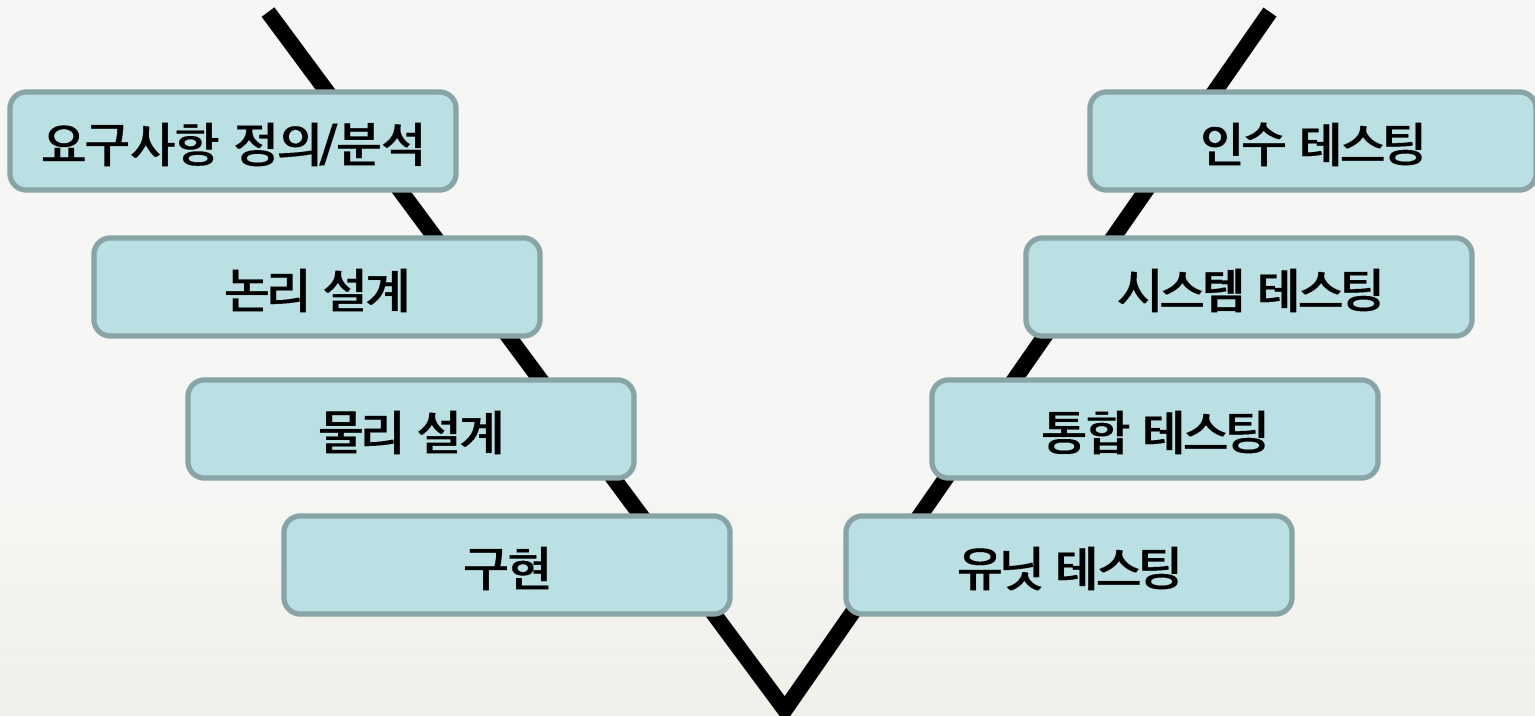 요구사항 정의/분석
인수 테스팅
논리 설계
시스템 테스팅
물리 설계
통합 테스팅
구현
유닛 테스팅